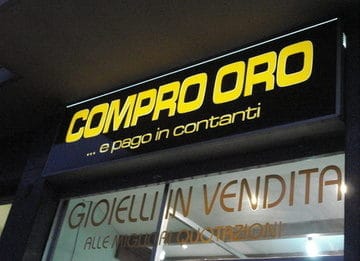 COMPRO ORO
... e pago in contanti
GIOIELLI IN VENDITA
ALLE MIGLIORI QUOTAZIONI